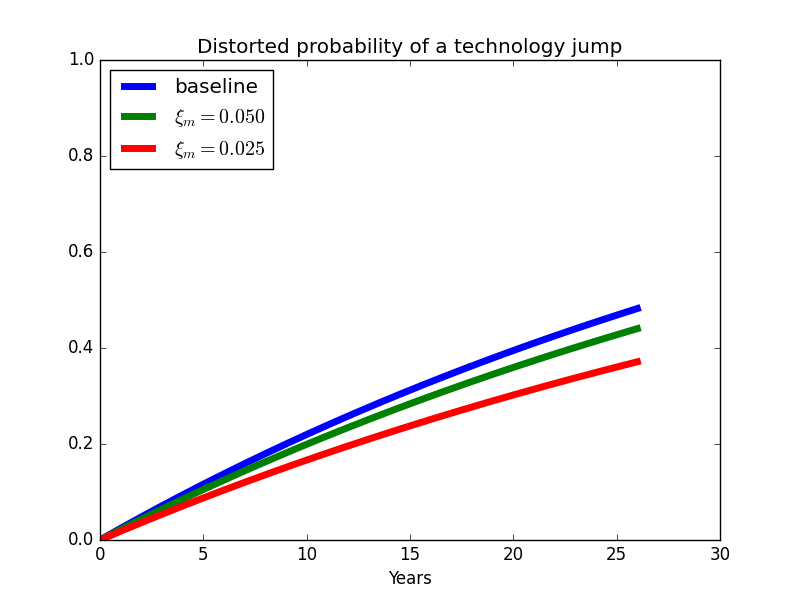 Distorted probability of a technology jump
1.0
baseline
ξₘ = 0.050
ξₘ = 0.025
0.8
0.6
0.4
0.2
0.0
0 5 10 15 20 25 30
Years